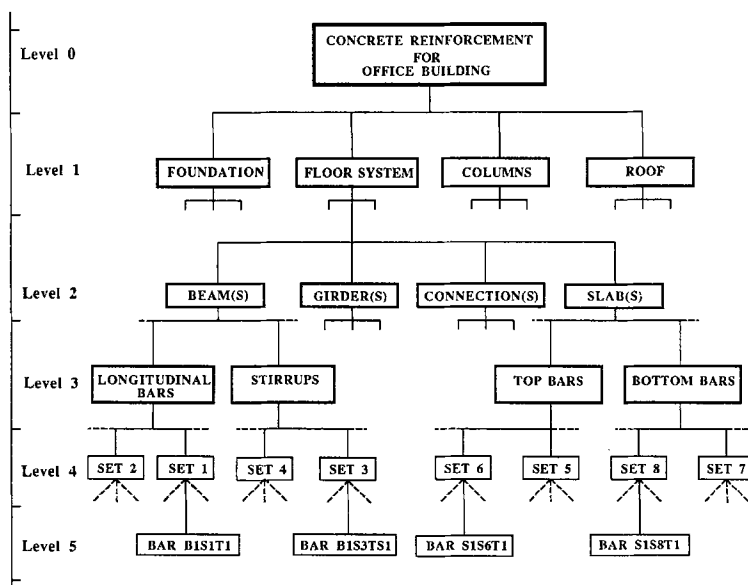 CONCRETE REINFORCEMENT
FOR
OFFICE BUILDING
Level 0
Level 1
FOUNDATION
FLOOR SYSTEM
COLUMNS
ROOF
Level 2
BEAM(S)
GIRDER(S)
CONNECTION(S)
SLAB(S)
Level 3
LONGITUDINAL
BARS
STIRRUPS
TOP BARS
BOTTOM BARS
Level 4
SET 2
SET 1
SET 4
SET 3
SET 6
SET 5
SET 8
SET 7
Level 5
BAR B1S1T1
BAR B1S3TS1
BAR S1S6T1
BAR S1S8T1